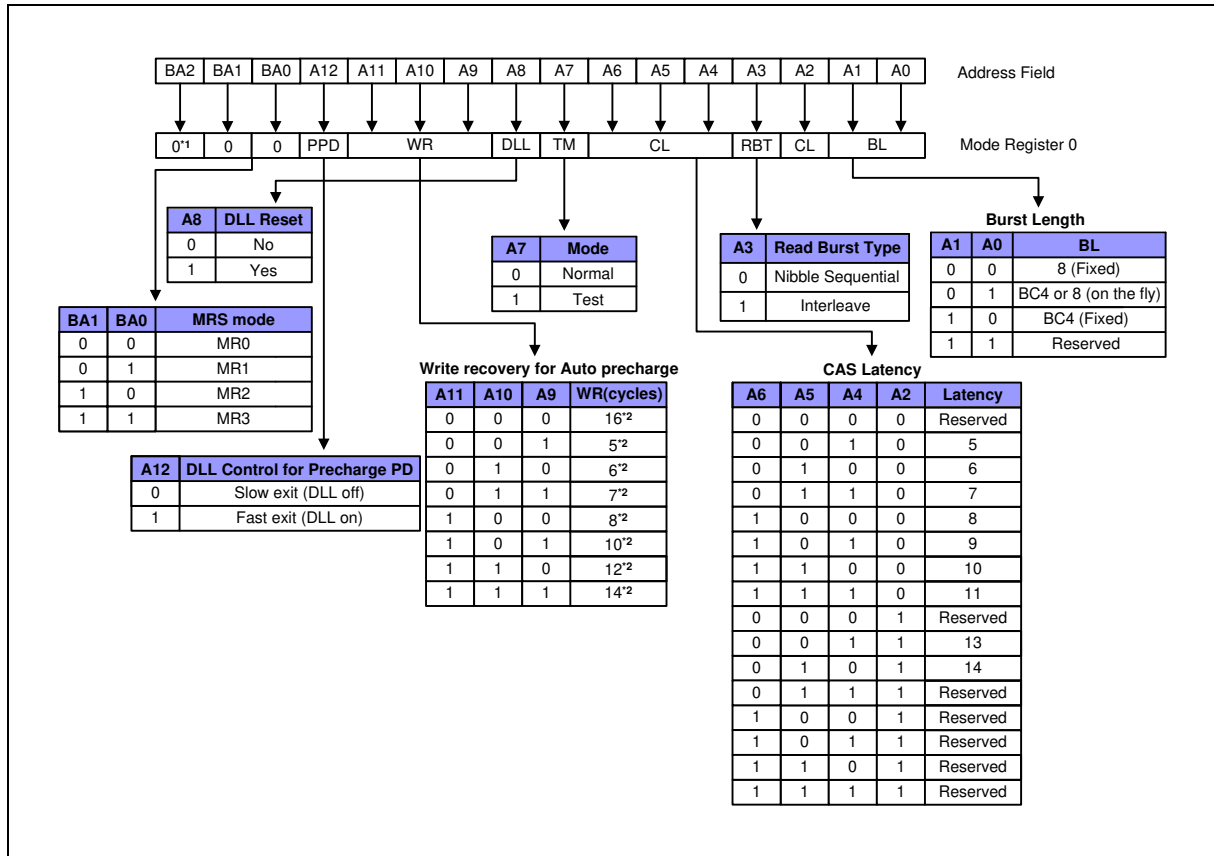 BA2 BA1 BA0 A12 A11 A10 A9 A8 A7 A6 A5 A4 A3 A2 A1 A0 Address Field
0*1 0 0 PPD WR DLL TM CL RBT CL BL Mode Register 0
A8 DLL Reset
0 No
1 Yes
A7 Mode
0 Normal
1 Test
A3 Read Burst Type
0 Nibble Sequential
1 Interleave
Burst Length
A1 A0 BL
0 0 8 (Fixed)
0 1 BC4 or 8 (on the fly)
1 0 BC4 (Fixed)
1 1 Reserved
BA1 BA0 MRS mode
0 0 MR0
0 1 MR1
1 0 MR2
1 1 MR3
A12 DLL Control for Precharge PD
0 Slow exit (DLL off)
1 Fast exit (DLL on)
Write recovery for Auto precharge
A11 A10 A9 WR(cycles)
0 0 0 16*2
0 0 1 5*2
0 1 0 6*2
0 1 1 7*2
1 0 0 8*2
1 0 1 10*2
1 1 0 12*2
1 1 1 14*2
CAS Latency
A6 A5 A4 A2 Latency
0 0 0 0 Reserved
0 0 1 0 5
0 1 0 0 6
0 1 1 0 7
1 0 0 0 8
1 0 1 0 9
1 1 0 0 10
1 1 1 0 11
0 0 0 1 Reserved
0 0 1 1 13
0 1 0 1 14
0 1 1 1 Reserved
1 0 0 1 Reserved
1 0 1 1 Reserved
1 1 0 1 Reserved
1 1 1 1 Reserved